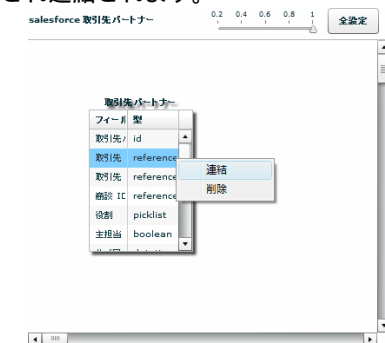 され連結されます。
salesforce 取引先パートナー
0.2 0.4 0.6 0.8 1
全設定
取引先パートナー
フィール 型
取引先 id
取引先 reference
連結
取引先 reference
削除
商談 ID reference
役割 picklist
主担当 boolean